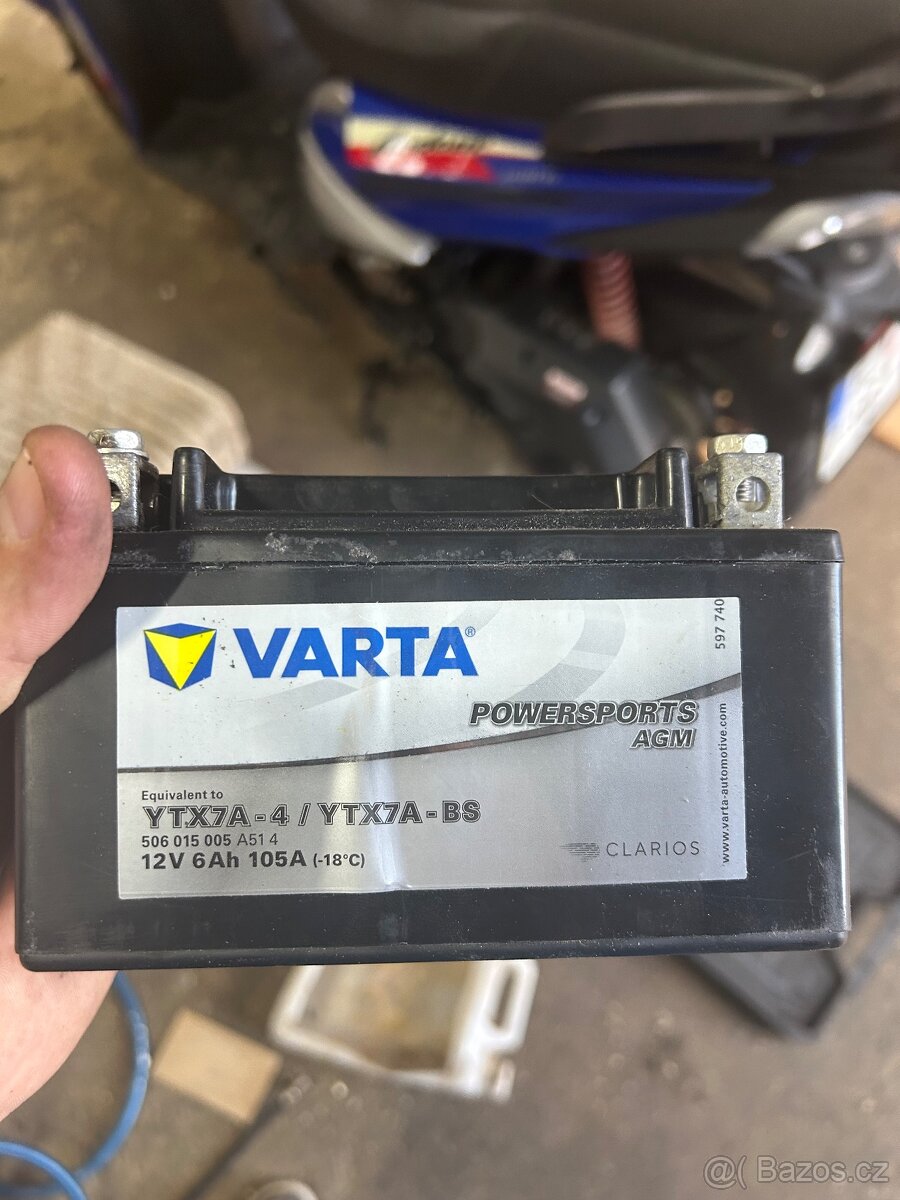 VARTA®
POWERSPORTS
AGM
Equivalent to
YTX7A-4 / YTX7A-BS
506 015 005 A51 4
12V 6Ah 105A (-18°C)
CLARIOS
597 740
www.varta-automotive.com
@( Bazos.cz